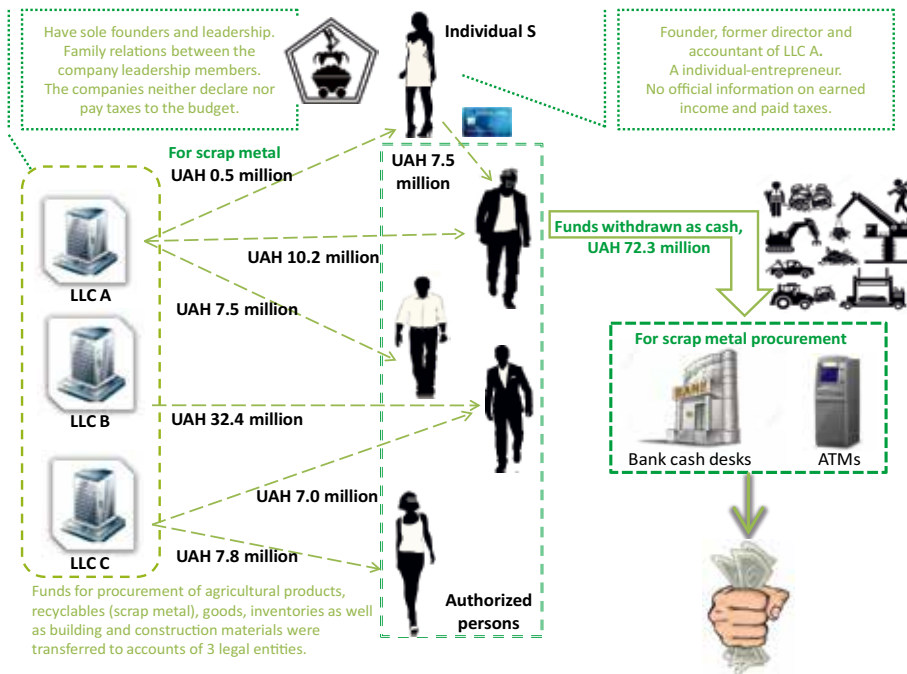 Have sole founders and leadership.
Family relations between the
company leadership members.
The companies neither declare nor
pay taxes to the budget.
Individual S
Founder, former director and
accountant of LLC A.
A individual-entrepreneur.
No official information on earned
income and paid taxes.
For scrap metal
UAH 0.5 million
UAH 7.5
million
Funds withdrawn as cash,
UAH 72.3 million
UAH 10.2 million
LLC A
UAH 7.5 million
For scrap metal procurement
BANK
LLC B
UAH 32.4 million
Bank cash desks
ATMs
UAH 7.0 million
LLC C
UAH 7.8 million
Funds for procurement of agricultural products,
recyclables (scrap metal), goods, inventories as well
as building and construction materials were
transferred to accounts of 3 legal entities.
Authorized
persons